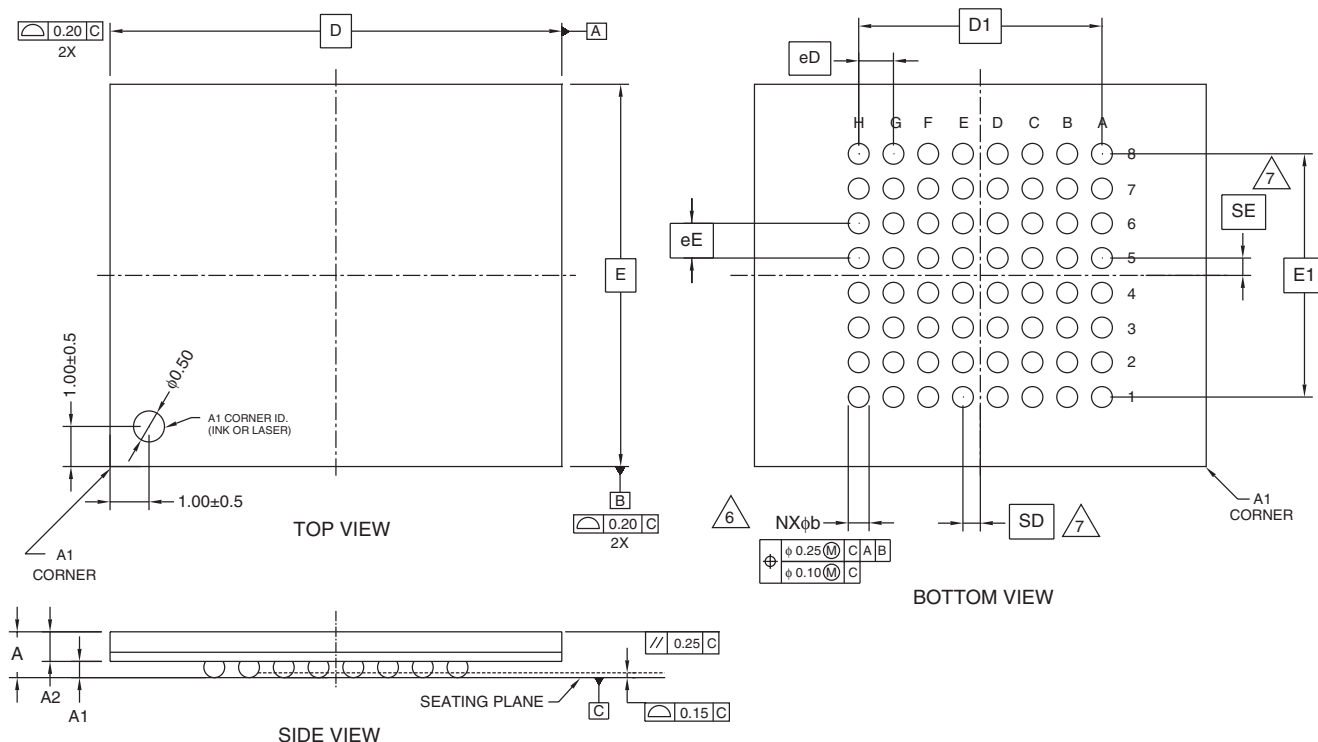 0.20 C
2X
D
A
E
1.00±0.5
φ0.50
A1 CORNER ID.
(INK OR LASER)
1.00±0.5
B
0.20 C
2X
TOP VIEW
A1
CORNER
D1
eD
H G F E D C B A
8
7
6
5
4
3
2
1
7
SE
eE
E1
6
NXφb
SD
7
φ 0.25 M C A B
φ 0.10 M C
A1
CORNER
BOTTOM VIEW
A
A2
A1
// 0.25 C
SEATING PLANE
C
0.15 C
SIDE VIEW